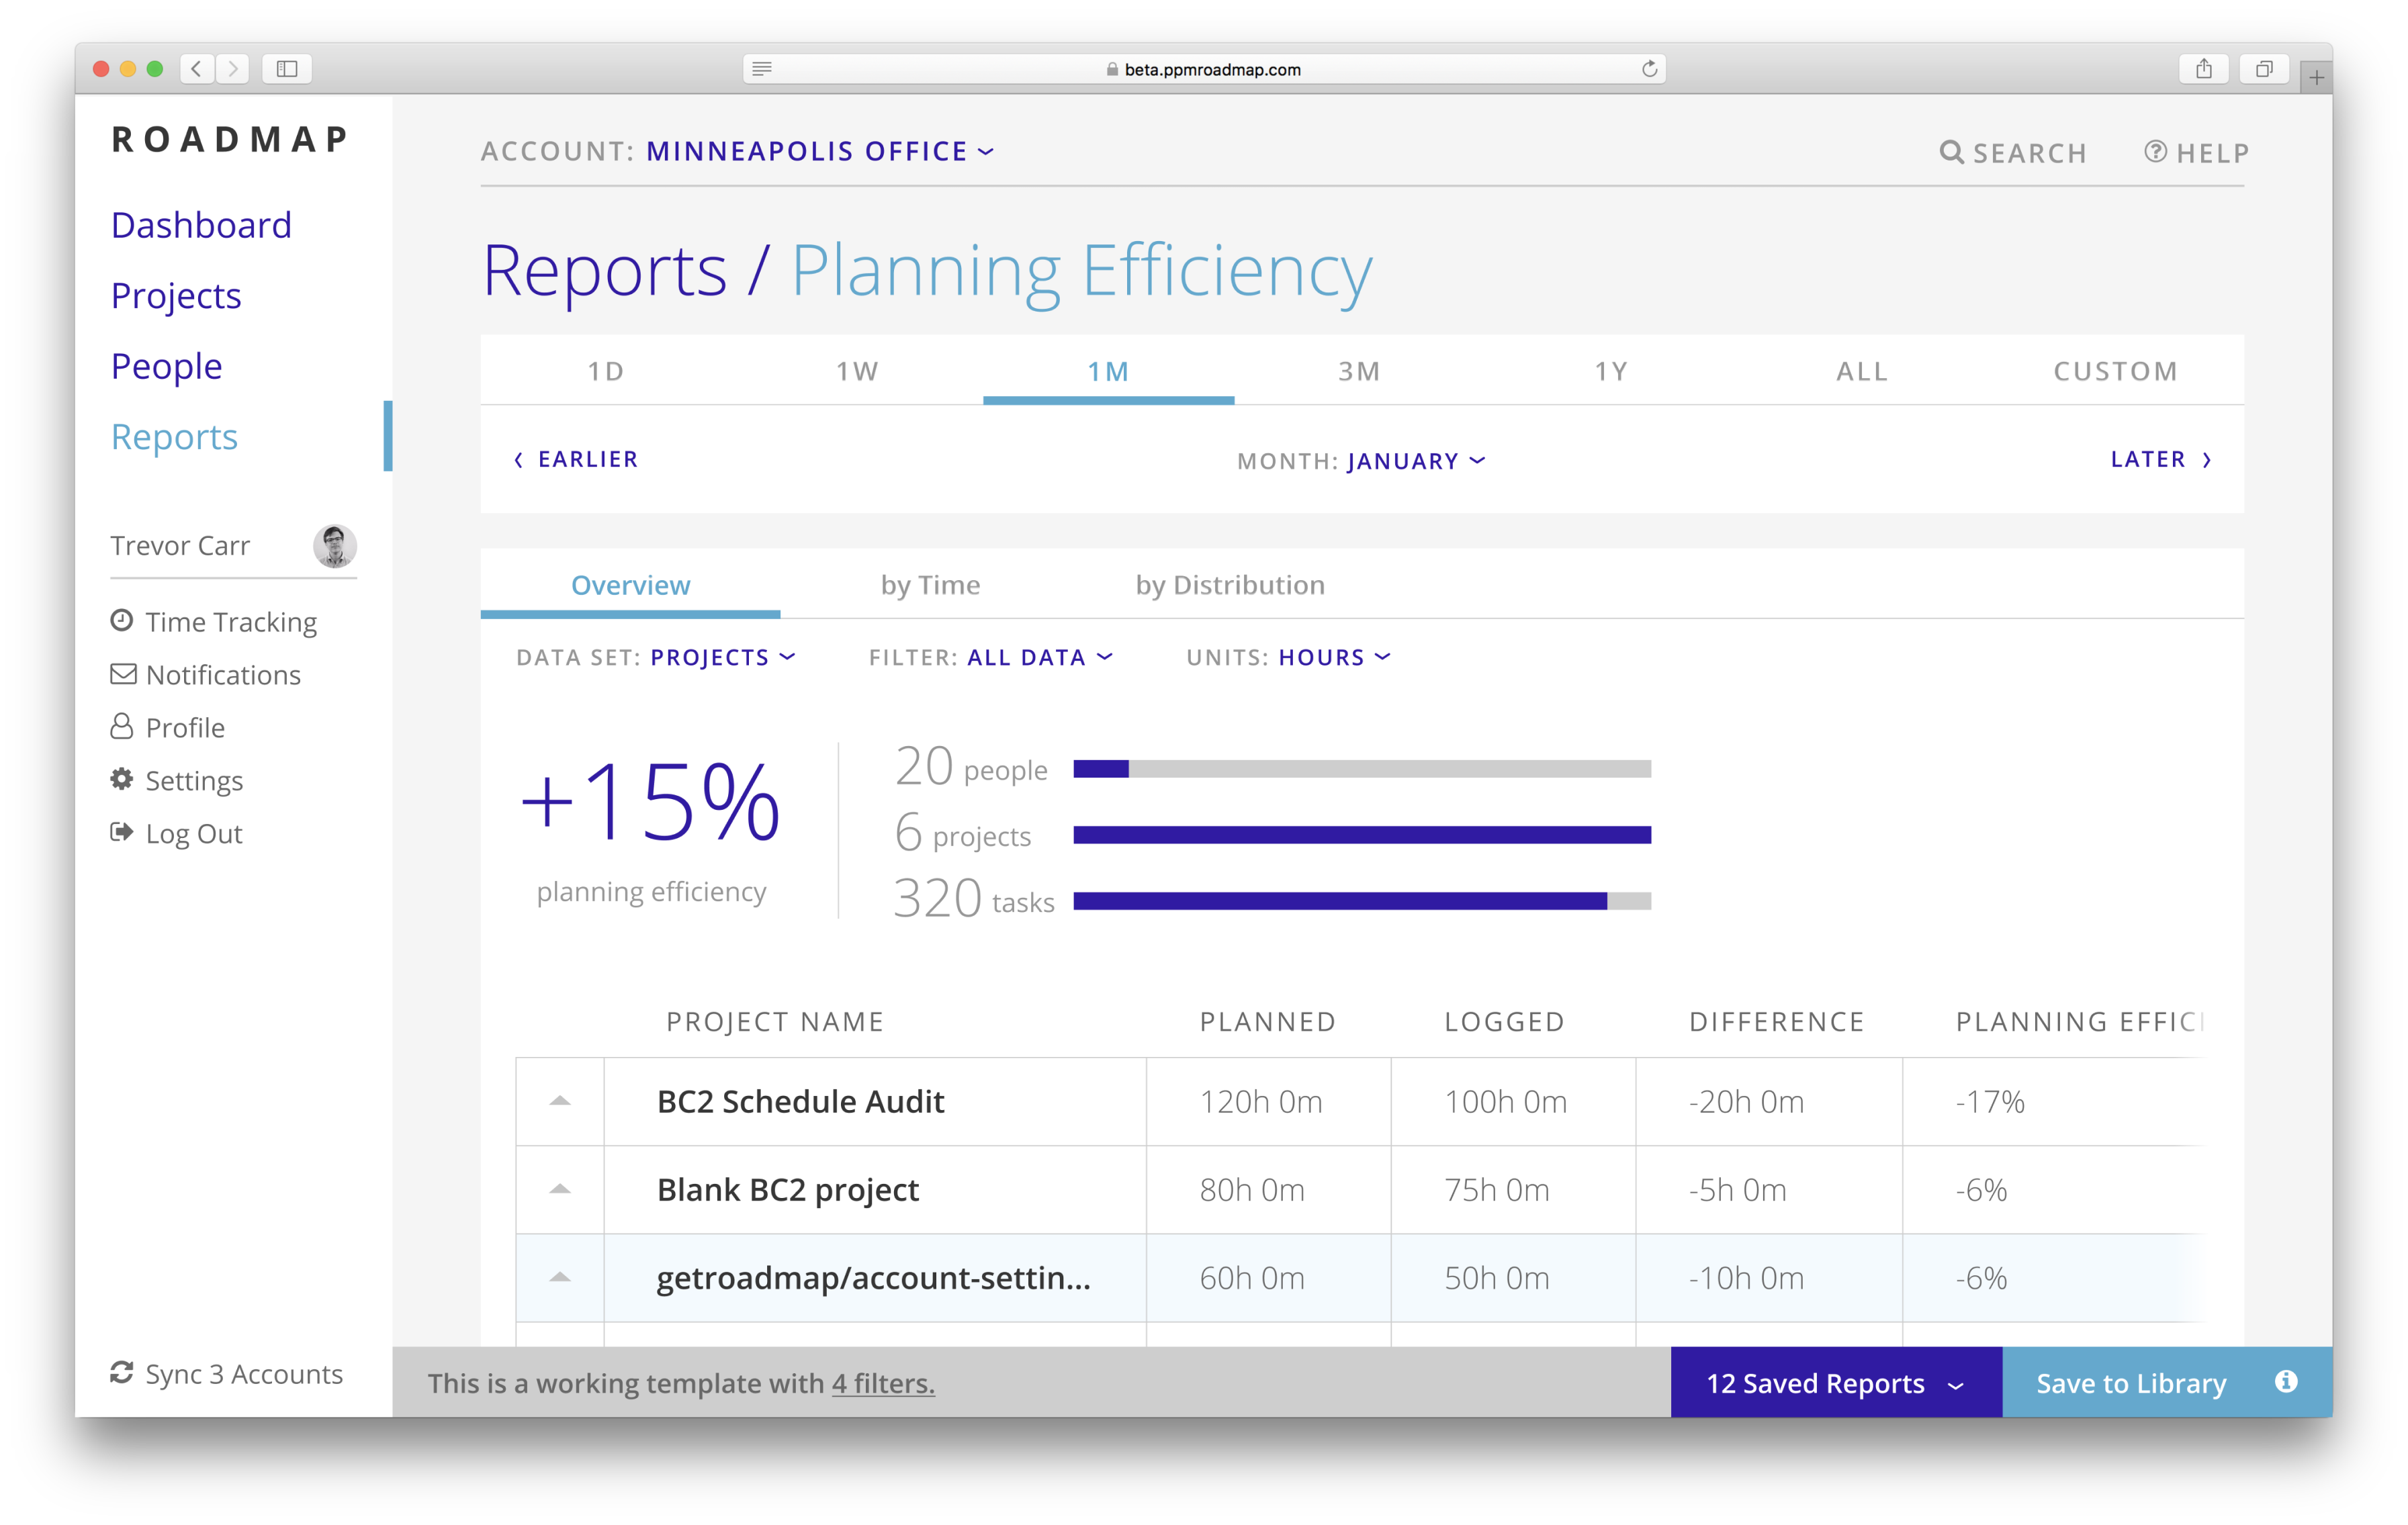 beta.ppmroadmap.com
ROADMAP
Dashboard
Projects
People
Reports
Trevor Carr
Time Tracking
Notifications
Profile
Settings
Log Out
Sync 3 Accounts
ACCOUNT: MINNEAPOLIS OFFICE
SEARCH HELP
Reports / Planning Efficiency
1D 1W 1M 3M 1Y ALL CUSTOM
EARLIER MONTH: JANUARY LATER
Overview by Time by Distribution
DATA SET: PROJECTS FILTER: ALL DATA UNITS: HOURS
+15%
planning efficiency
20 people
6 projects
320 tasks
PROJECT NAME PLANNED LOGGED DIFFERENCE PLANNING EFFICI
BC2 Schedule Audit 120h 0m 100h 0m -20h 0m -17%
Blank BC2 project 80h 0m 75h 0m -5h 0m -6%
getroadmap/account-settin... 60h 0m 50h 0m -10h 0m -6%
This is a working template with 4 filters. 12 Saved Reports Save to Library